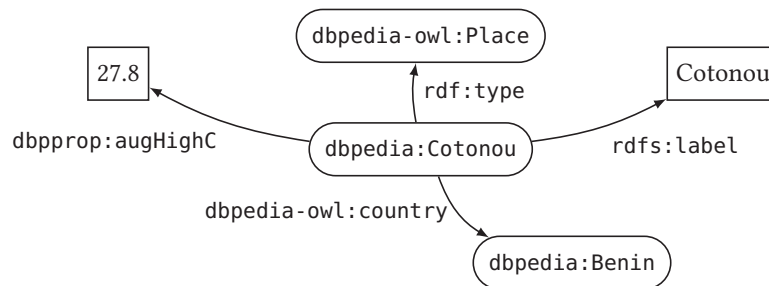 dbpedia-owl:Place
27.8
Cotonou
rdf:type
dbpprop:augHighC
dbpedia:Cotonou
rdfs:label
dbpedia-owl:country
dbpedia:Benin